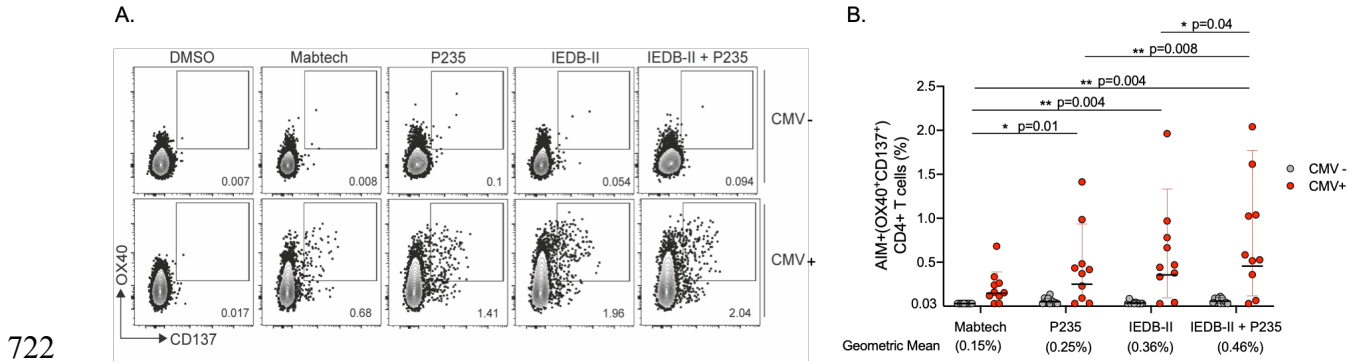 A.
DMSO Mabtech P235 IEDB-II IEDB-II + P235
CMV -
0.007 0.008 0.1 0.054 0.094
CMV +
0.017 0.68 1.41 1.96 2.04
OX40
CD137
722
B.
* p=0.04
** p=0.008
** p=0.004
** p=0.004
* p=0.01
AIM+(OX40+CD137+)
CD4+ T cells (%)
2.5
2.0
1.5
1.0
0.5
0.03
CMV -
CMV+
Mabtech P235 IEDB-II IEDB-II + P235
Geometric Mean (0.15%) (0.25%) (0.36%) (0.46%)